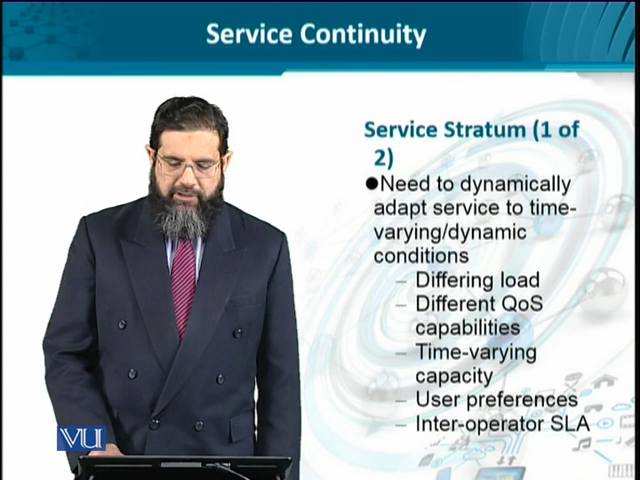 Service Continuity
Service Stratum (1 of
2)
●Need to dynamically
adapt service to time-
varying/dynamic
conditions
– Differing load
– Different QoS
capabilities
– Time-varying
capacity
– User preferences
– Inter-operator SLA
VU